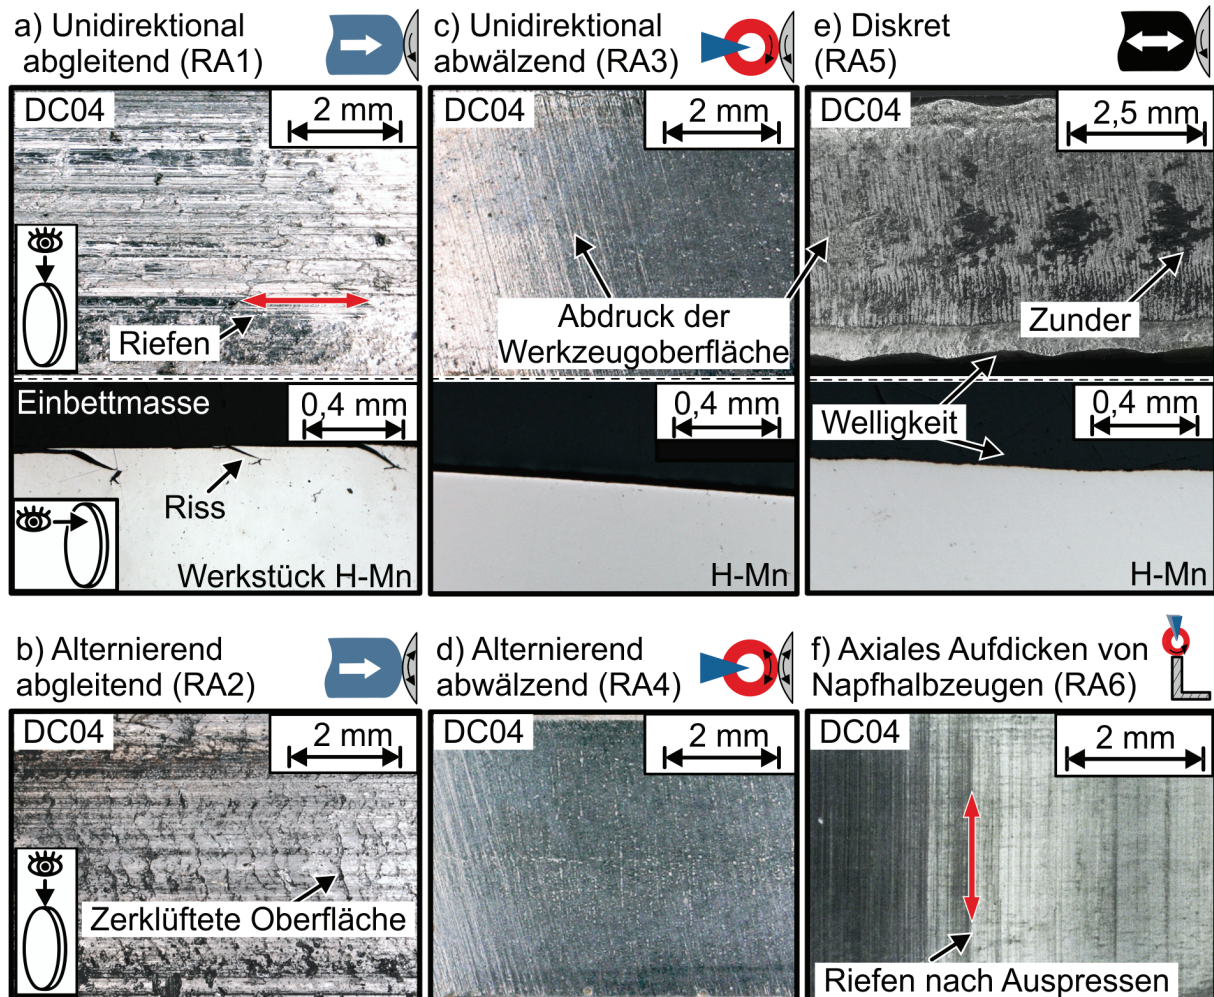 a) Unidirektional
abgleitend (RA1)
DC04
2 mm
Riefen
Einbettmasse
0,4 mm
Riss
Werkstück H-Mn
c) Unidirektional
abwälzend (RA3)
DC04
2 mm
Abdruck der
Werkzeugoberfläche
0,4 mm
H-Mn
e) Diskret
(RA5)
DC04
2,5 mm
Zunder
Welligkeit
0,4 mm
H-Mn
b) Alternierend
abgleitend (RA2)
DC04
2 mm
Zerklüftete Oberfläche
d) Alternierend
abwälzend (RA4)
DC04
2 mm
f) Axiales Aufdicken von
Napfhalbzeugen (RA6)
DC04
2 mm
Riefen nach Auspressen